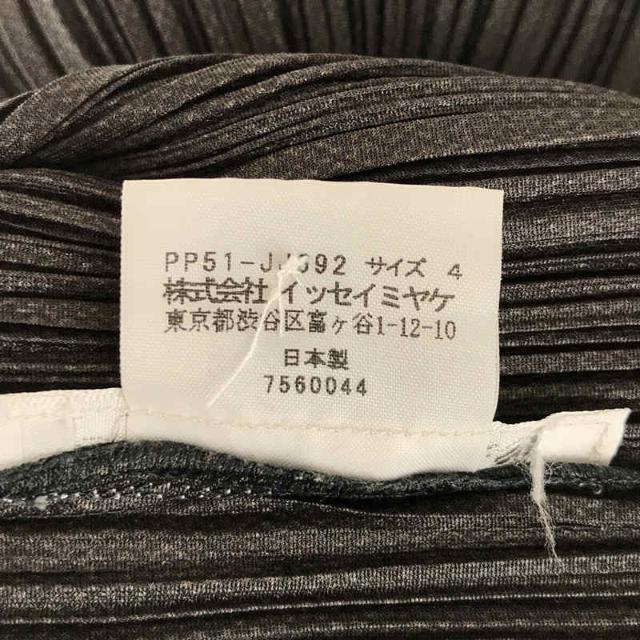 サイズ 4
株式会社 イッセイミヤケ
東京都渋谷区富ヶ谷1-12-10
日本製
7560044